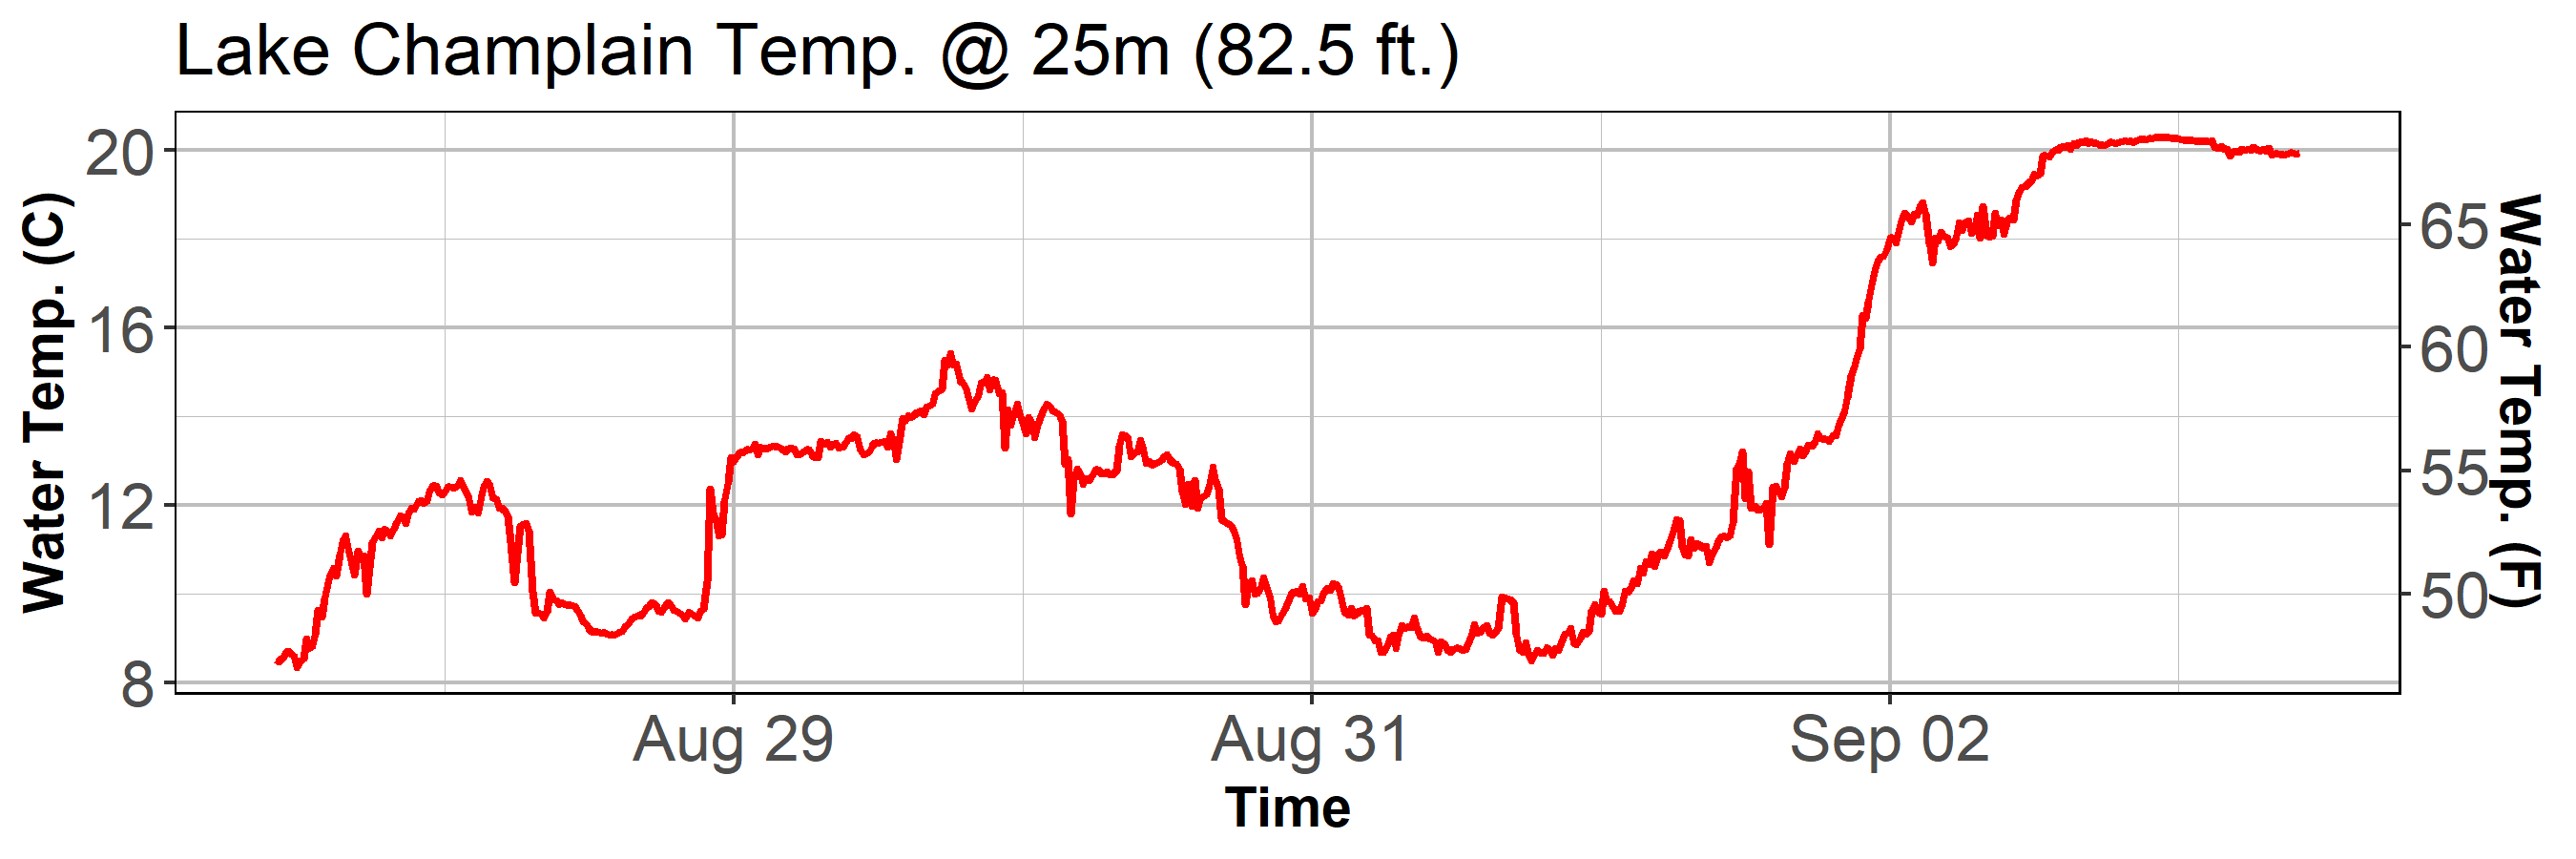 Lake Champlain Temp. @ 25m (82.5 ft.)
Water Temp. (C)
20
16
12
8
65
60
55
50
Water Temp. (F)
Aug 29
Aug 31
Sep 02
Time